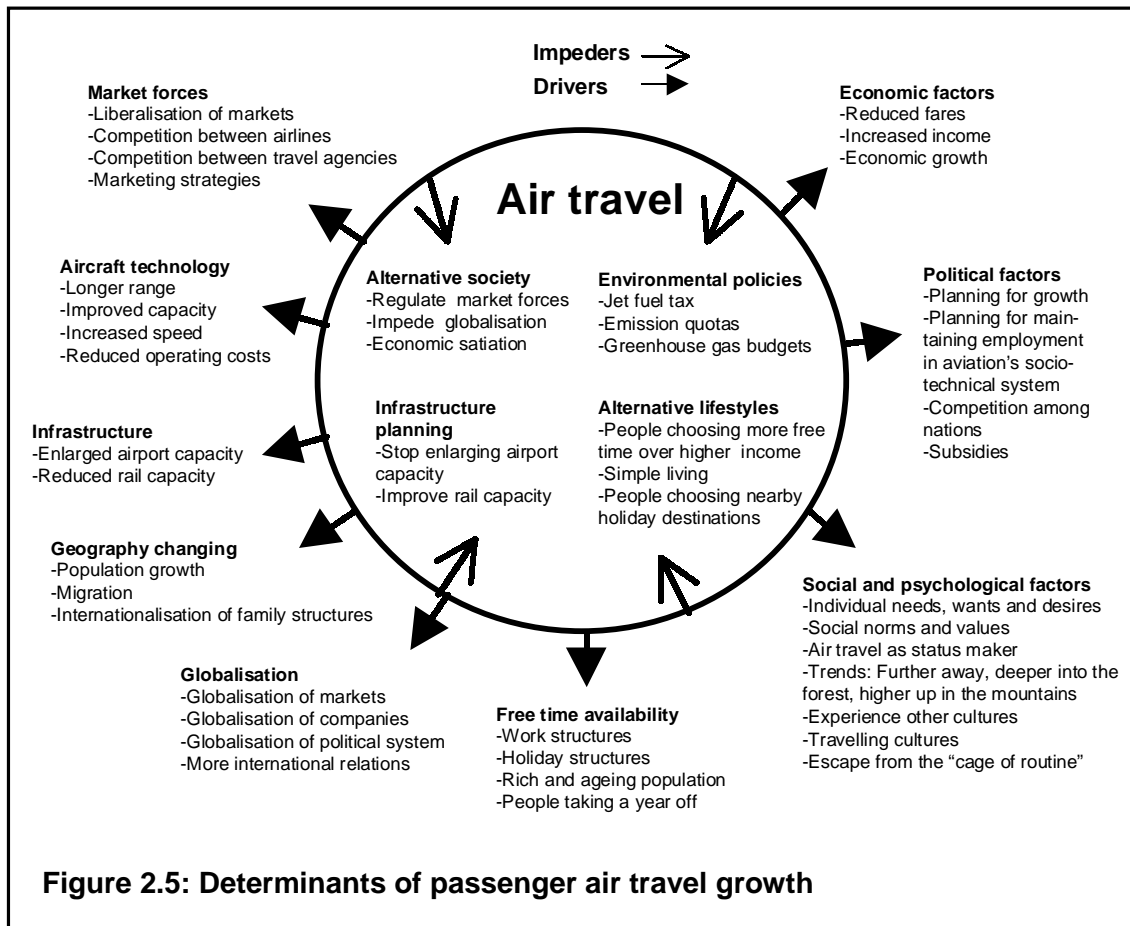 Impeders
Drivers
Market forces
-Liberalisation of markets
-Competition between airlines
-Competition between travel agencies
-Marketing strategies
Economic factors
-Reduced fares
-Increased income
-Economic growth
Air travel
Aircraft technology
-Longer range
-Improved capacity
-Increased speed
-Reduced operating costs
Alternative society
-Regulate market forces
-Impede globalisation
-Economic satiation
Environmental policies
-Jet fuel tax
-Emission quotas
-Greenhouse gas budgets
Political factors
-Planning for growth
-Planning for main-
taining employment
in aviation's socio-
technical system
-Competition among
nations
-Subsidies
Infrastructure
-Enlarged airport capacity
-Reduced rail capacity
Infrastructure
planning
-Stop enlarging airport
capacity
-Improve rail capacity
Alternative lifestyles
-People choosing more free
time over higher income
-Simple living
-People choosing nearby
holiday destinations
Geography changing
-Population growth
-Migration
-Internationalisation of family structures
Social and psychological factors
-Individual needs, wants and desires
-Social norms and values
-Air travel as status maker
-Trends: Further away, deeper into the
forest, higher up in the mountains
-Experience other cultures
-Travelling cultures
-Escape from the “cage of routine”
Globalisation
-Globalisation of markets
-Globalisation of companies
-Globalisation of political system
-More international relations
Free time availability
-Work structures
-Holiday structures
-Rich and ageing population
-People taking a year off
Figure 2.5: Determinants of passenger air travel growth